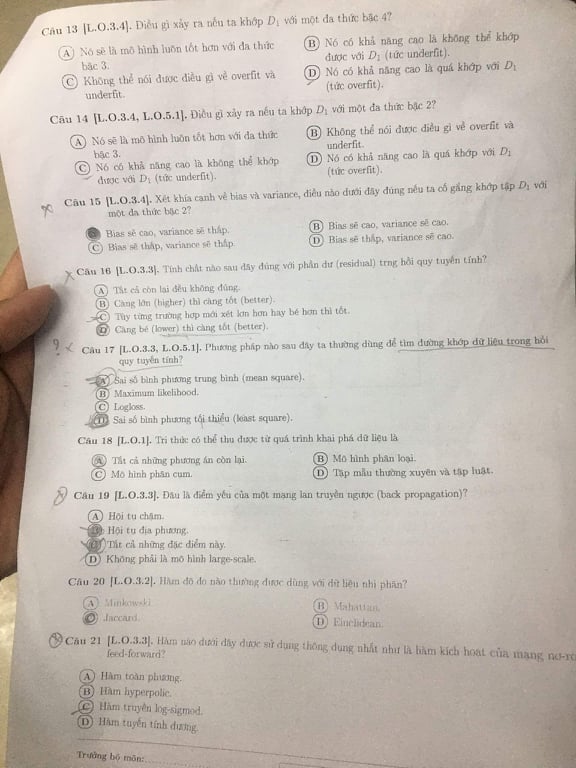 Câu 13 [L.O.3.4]. Điều gì xảy ra nếu ta khớp D1 với một đa thức bậc 4?
A Nó sẽ là mô hình luôn tốt hơn với đa thức
bậc 3.
B Nó có khả năng cao là không thể khớp
được với D1 (tức underfit).
C Không thể nói được điều gì về overfit và
underfit.
D Nó có khả năng cao là quá khớp với D1
(tức overfit).
Câu 14 [L.O.3.4, L.O.5.1]. Điều gì xảy ra nếu ta khớp D1 với một đa thức bậc 2?
A Nó sẽ là mô hình luôn tốt hơn với đa thức
bậc 3.
B Không thể nói được điều gì về overfit và
underfit.
C Nó có khả năng cao là không thể khớp
được với D1 (tức underfit).
D Nó có khả năng cao là quá khớp với D1
(tức overfit).
Câu 15 [L.O.3.4]. Xét khía cạnh về bias và variance, điều nào dưới đây đúng nếu ta cố gắng khớp tập D1 với
một đa thức bậc 2?
Bias sẽ cao, variance sẽ thấp.
B Bias sẽ cao, variance sẽ cao.
C Bias sẽ thấp, variance sẽ thấp.
D Bias sẽ thấp, variance sẽ cao.
Câu 16 [L.O.3.3]. Tính chất nào sau đây đúng với phần dư (residual) trng hồi quy tuyến tính?
A Tất cả còn lại đều không đúng.
B Càng lớn (higher) thì càng tốt (better).
C Tùy từng trường hợp mới xét lớn hơn hay bé hơn thì tốt.
D Càng bé (lower) thì càng tốt (better).
? Câu 17 [L.O.3.3, L.O.5.1]. Phương pháp nào sau đây ta thường dùng để tìm đường khớp dữ liệu trong hồi
quy tuyến tính?
A Sai số bình phương trung bình (mean square).
B Maximum likelihood.
C Logloss.
D Sai số bình phương tối thiểu (least square).
Câu 18 [L.O.1]. Tri thức có thể thu được từ quá trình khai phá dữ liệu là
A Tất cả những phương án còn lại.
B Mô hình phân loại.
C Mô hình phân cụm.
D Tập mẫu thường xuyên và tập luật.
Câu 19 [L.O.3.3]. Đâu là điểm yếu của một mạng lan truyền ngược (back propagation)?
A Hội tụ chậm.
Hội tụ địa phương.
Tất cả những đặc điểm này.
D Không phải là mô hình large-scale.
Câu 20 [L.O.3.2]. Hàm độ đo nào thường được dùng với dữ liệu nhị phân?
A Minkowski.
B Mahattan.
C Jaccard.
D Einclidean.
Câu 21 [L.O.3.3]. Hàm nào dưới đây được sử dụng thông dụng nhất như là hàm kích hoạt của mạng nơ-ro
feed-forward?
A Hàm toàn phương.
B Hàm hyperpolic.
C Hàm truyền log-sigmod.
D Hàm tuyến tính dương.
Trưởng bộ môn: